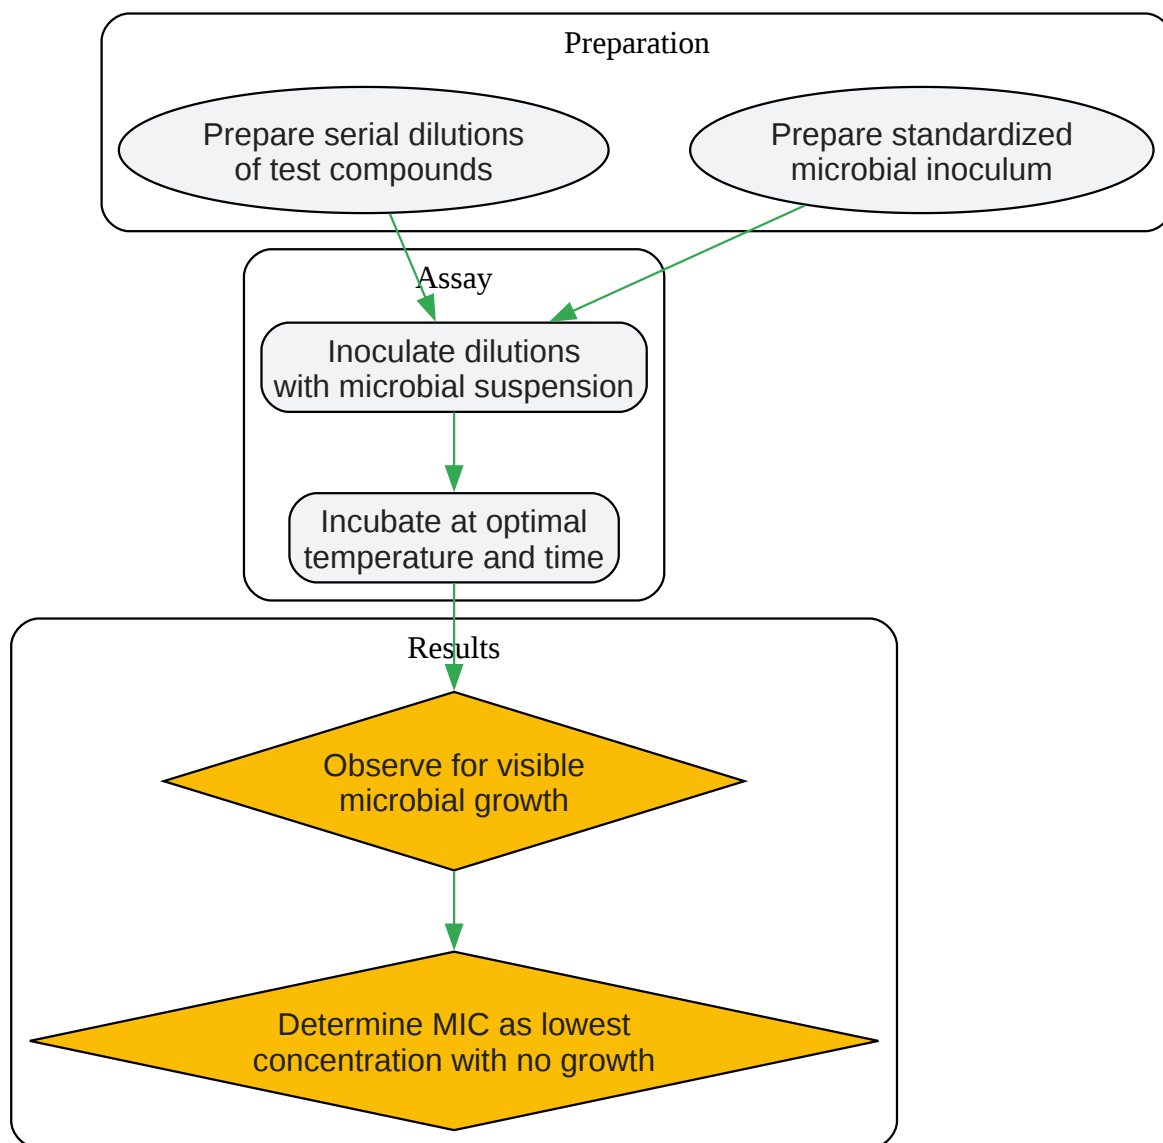 Preparation
Prepare serial dilutions
of test compounds
Prepare standardized
microbial inoculum
Assay
Inoculate dilutions
with microbial suspension
Incubate at optimal
temperature and time
Results
Observe for visible
microbial growth
Determine MIC as lowest
concentration with no growth